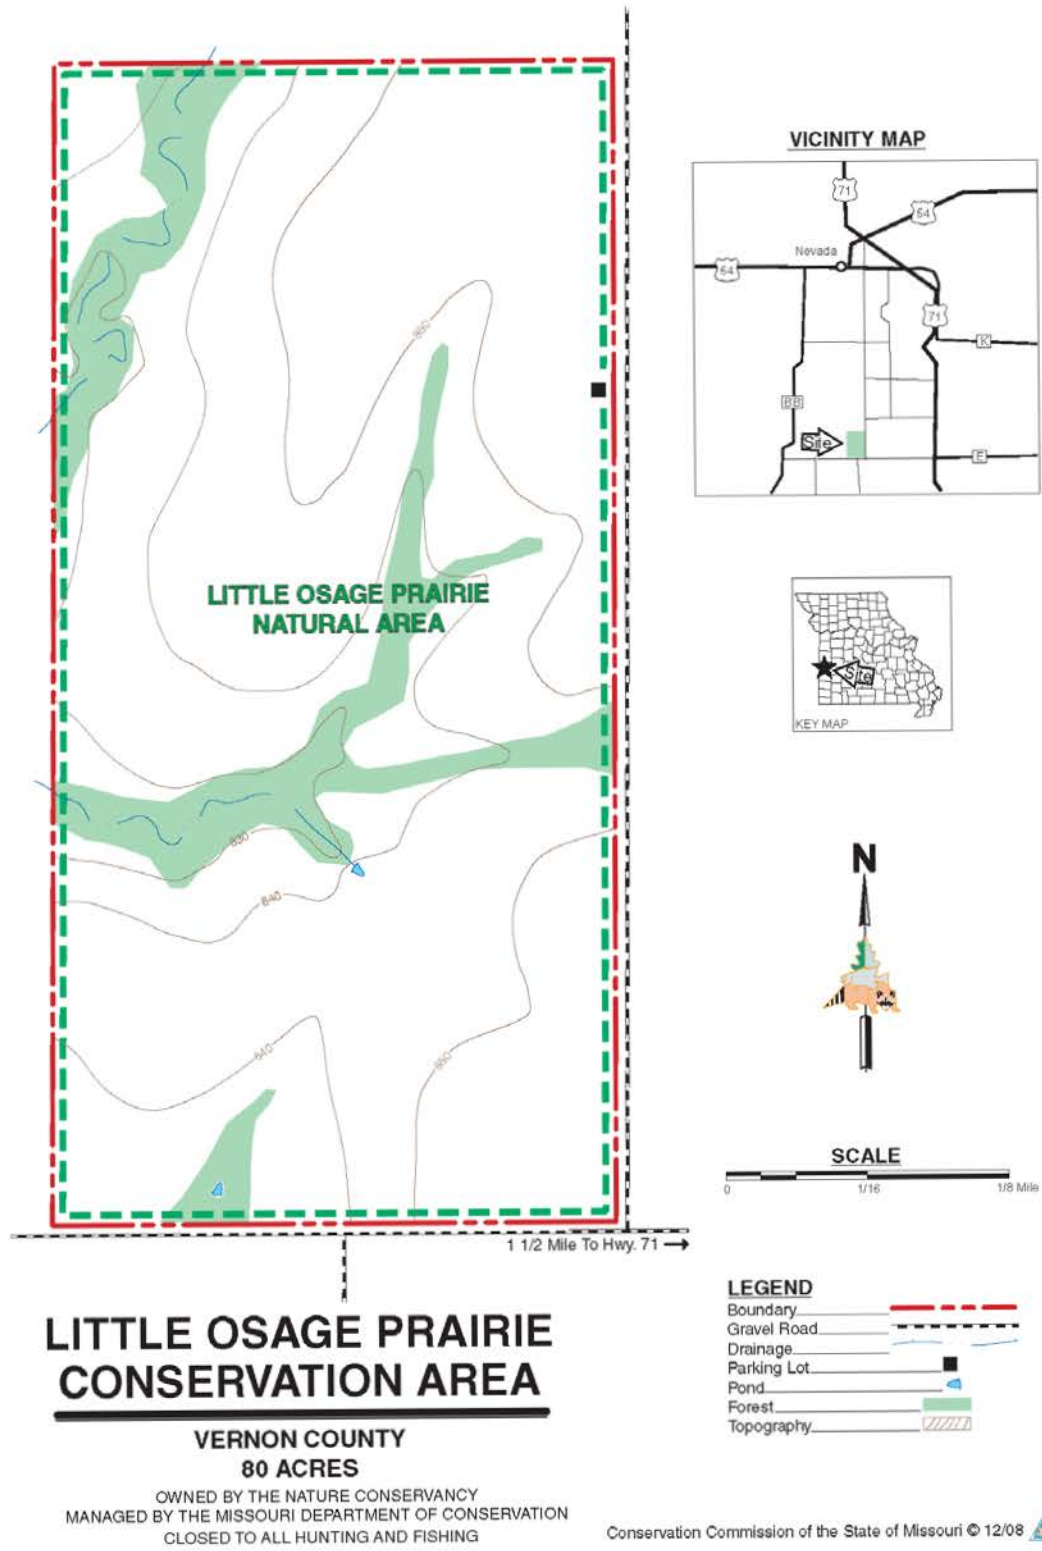 VICINITY MAP
71
54
Nevada
54
71
K
BB
Site
E
860
LITTLE OSAGE PRAIRIE
NATURAL AREA
Site
KEY MAP
830
840
N
840
850
SCALE
0 1/16 1/8 Mile
1 1/2 Mile To Hwy. 71
LEGEND
Boundary
Gravel Road
Drainage
Parking Lot
Pond
Forest
Topography
LITTLE OSAGE PRAIRIE
CONSERVATION AREA
VERNON COUNTY
80 ACRES
OWNED BY THE NATURE CONSERVANCY
MANAGED BY THE MISSOURI DEPARTMENT OF CONSERVATION
CLOSED TO ALL HUNTING AND FISHING
Conservation Commission of the State of Missouri © 12/08